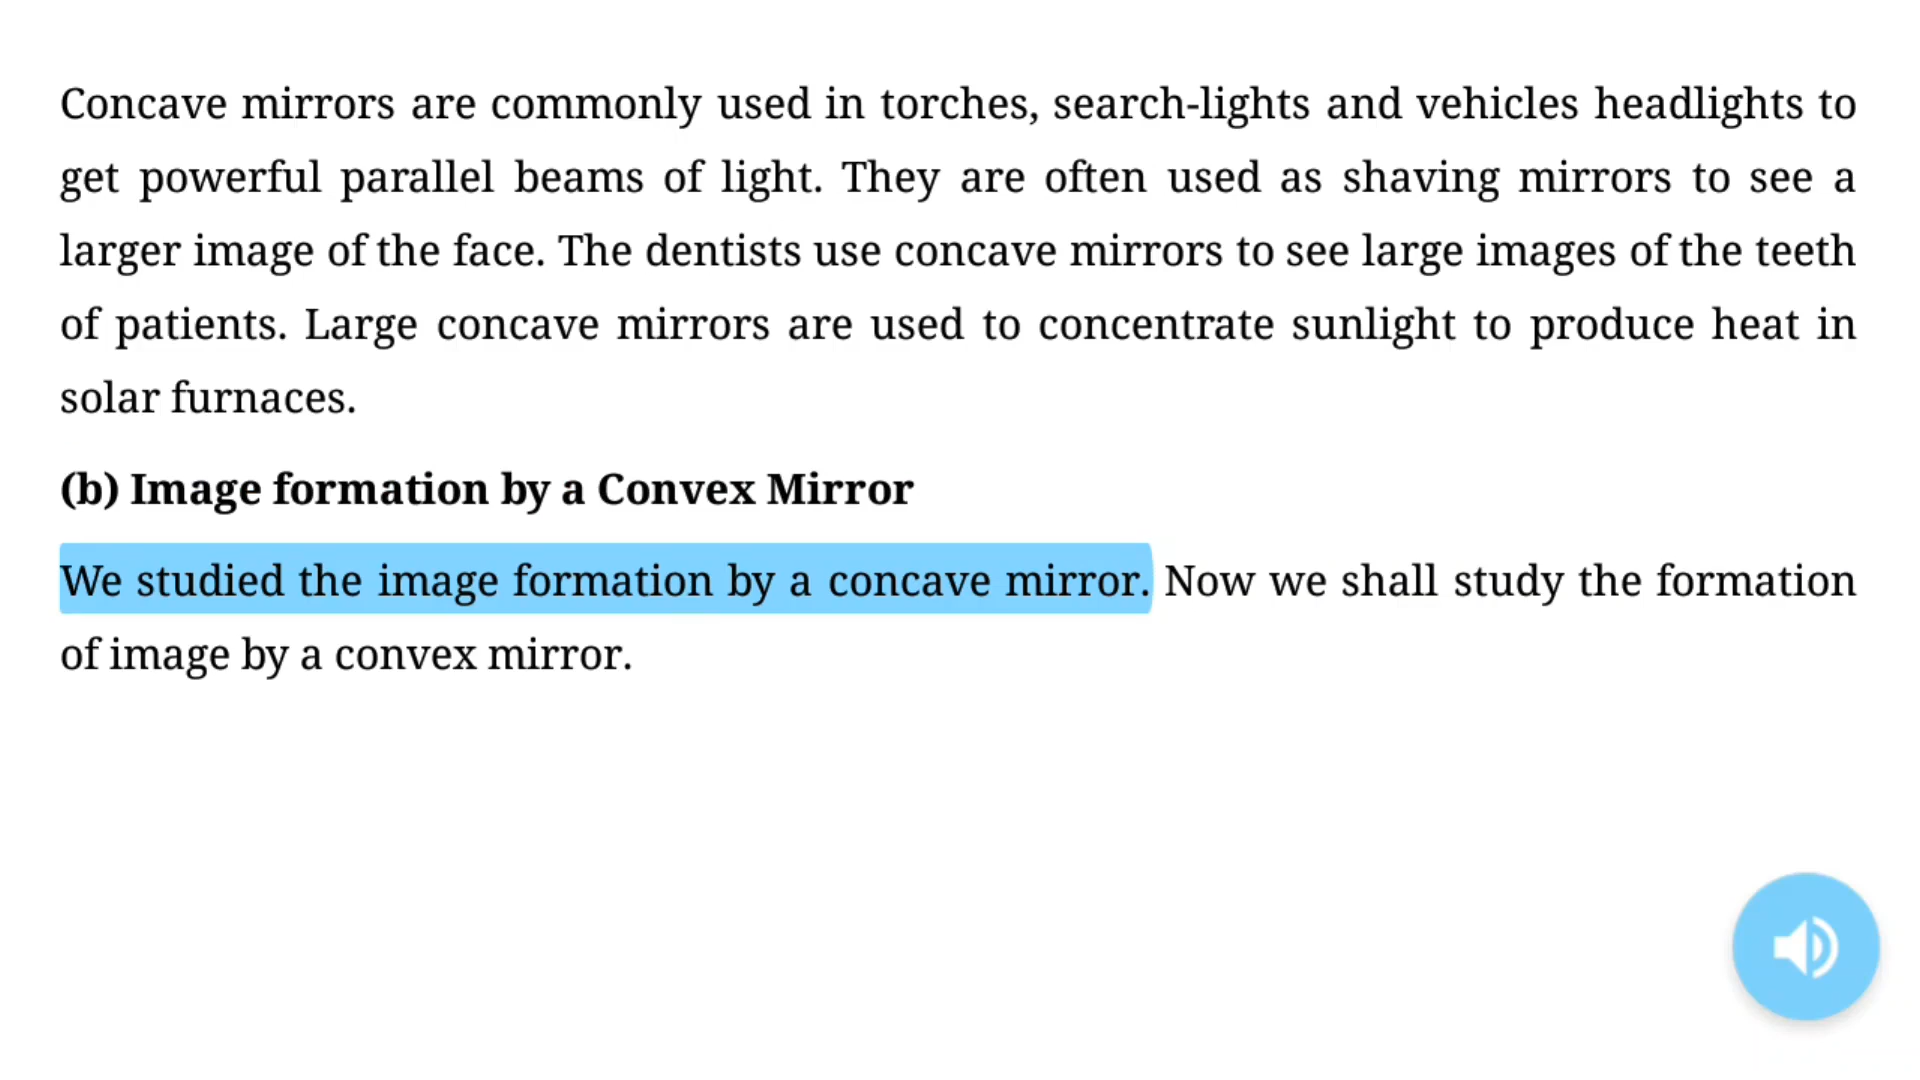 Concave mirrors are commonly used in torches, search-lights and vehicles headlights to
get powerful parallel beams of light. They are often used as shaving mirrors to see a
larger image of the face. The dentists use concave mirrors to see large images of the teeth
of patients. Large concave mirrors are used to concentrate sunlight to produce heat in
solar furnaces.
(b) Image formation by a Convex Mirror
We studied the image formation by a concave mirror. Now we shall study the formation
of image by a convex mirror.